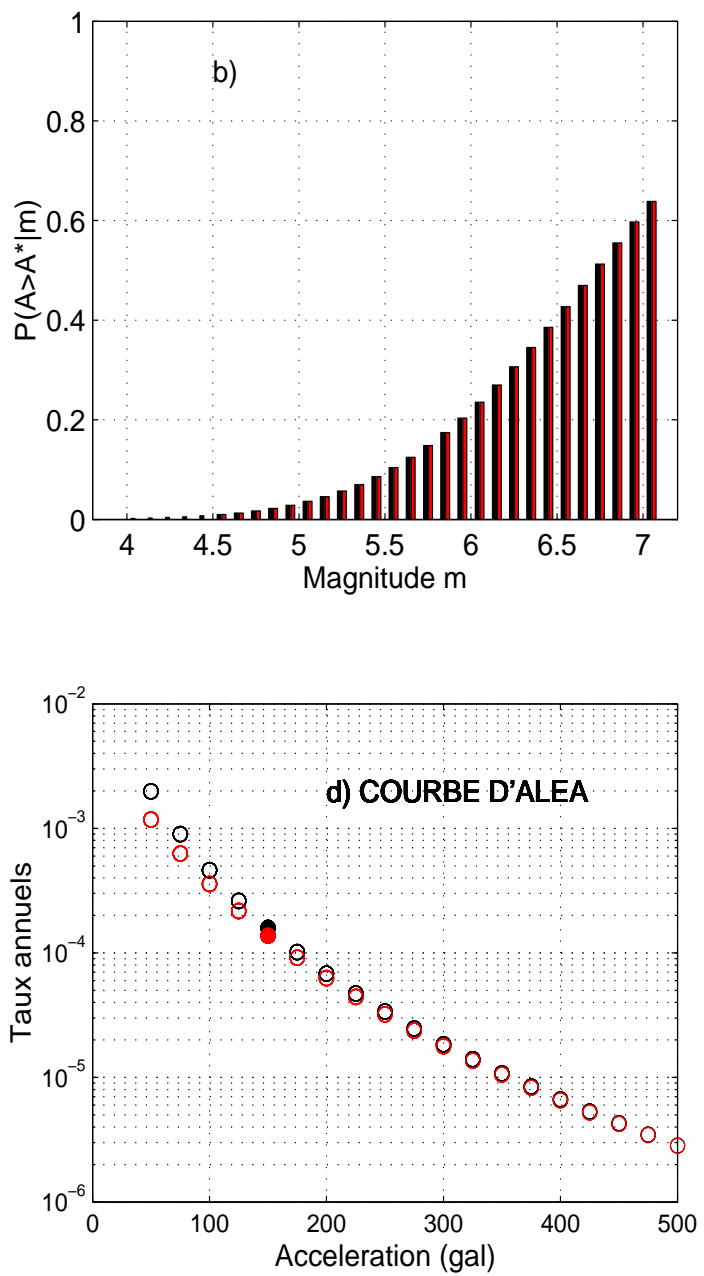 1
b)
0.8
0.6
P(A>A*|m)
0.4
0.2
0
4 4.5 5 5.5 6 6.5 7
Magnitude m
10⁻²
d) COURBE D'ALEA
10⁻³
Taux annuels
10⁻⁴
10⁻⁵
10⁻⁶
0 100 200 300 400 500
Acceleration (gal)